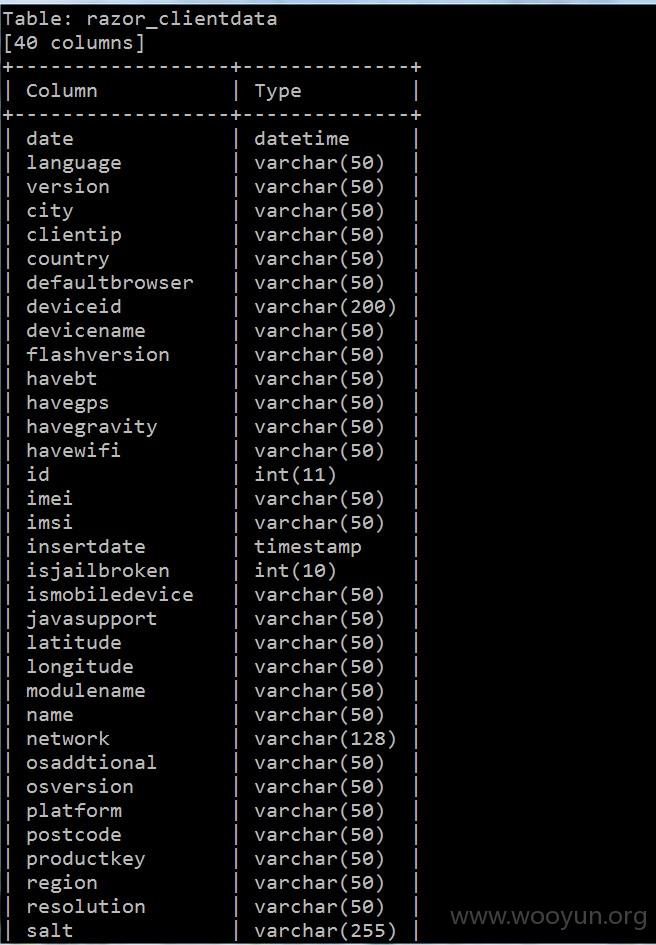 Table: razor_clientdata
[40 columns]
+------------------+--------------+
| Column           | Type         |
+------------------+--------------+
| date             | datetime     |
| language         | varchar(50)  |
| version          | varchar(50)  |
| city             | varchar(50)  |
| clientip         | varchar(50)  |
| country          | varchar(50)  |
| defaultbrowser   | varchar(50)  |
| deviceid         | varchar(200) |
| devicename       | varchar(50)  |
| flashversion     | varchar(50)  |
| havebt           | varchar(50)  |
| havegps          | varchar(50)  |
| havegravity      | varchar(50)  |
| havewifi         | varchar(50)  |
| id               | int(11)      |
| imei             | varchar(50)  |
| imsi             | varchar(50)  |
| insertdate       | timestamp    |
| isjailbroken     | int(10)      |
| ismobiledevice   | varchar(50)  |
| javasupport      | varchar(50)  |
| latitude         | varchar(50)  |
| longitude        | varchar(50)  |
| modulename       | varchar(50)  |
| name             | varchar(50)  |
| network          | varchar(128) |
| osaddtional      | varchar(50)  |
| osversion        | varchar(50)  |
| platform         | varchar(50)  |
| postcode         | varchar(50)  |
| productkey       | varchar(50)  |
| region           | varchar(50)  |
| resolution       | varchar(50)  |
| salt             | varchar(255) |
www.wooyun.org